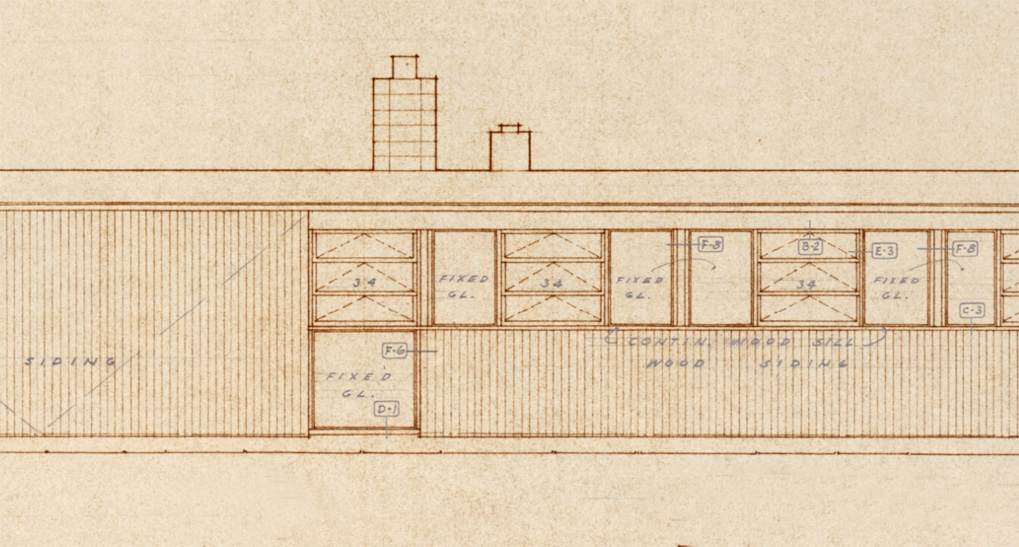 F-8
B-2
E-3
F-8
FIXED
GL.
34
34
FIXED
GL.
34
FIXED
GL.
C-3
CONTIN. WOOD SILL
F-6
SIDING
WOOD SIDING
FIXED
GL.
D-1